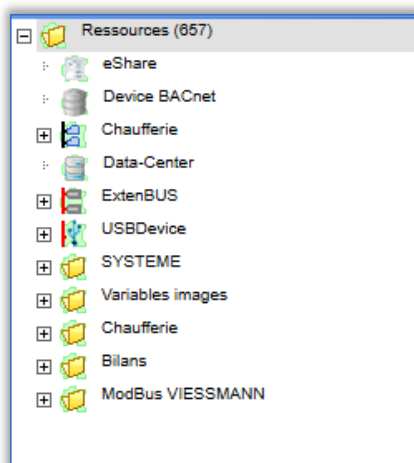 Ressources (657)
eShare
Device BACnet
Chaufferie
Data-Center
ExtenBUS
USBDevice
SYSTEME
Variables images
Chaufferie
Bilans
ModBus VIESSMANN